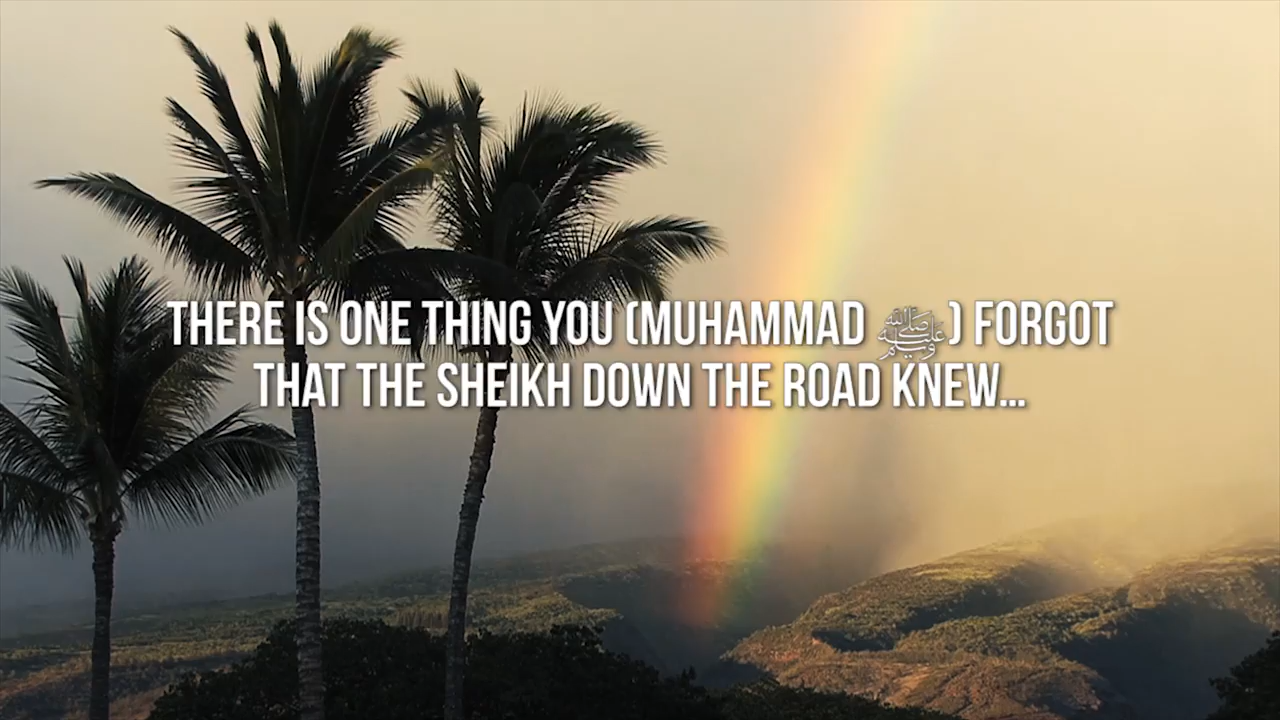 THERE IS ONE THING YOU (MUHAMMAD ﷺ) FORGOT
THAT THE SHEIKH DOWN THE ROAD KNEW...